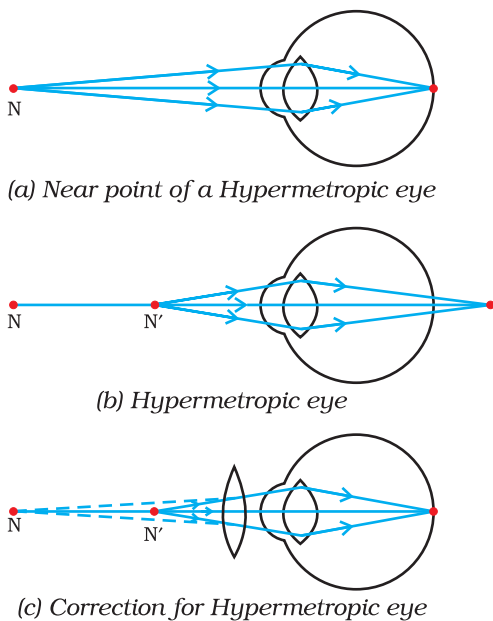 N
(a) Near point of a Hypermetropic eye
N N′
(b) Hypermetropic eye
N N′
(c) Correction for Hypermetropic eye